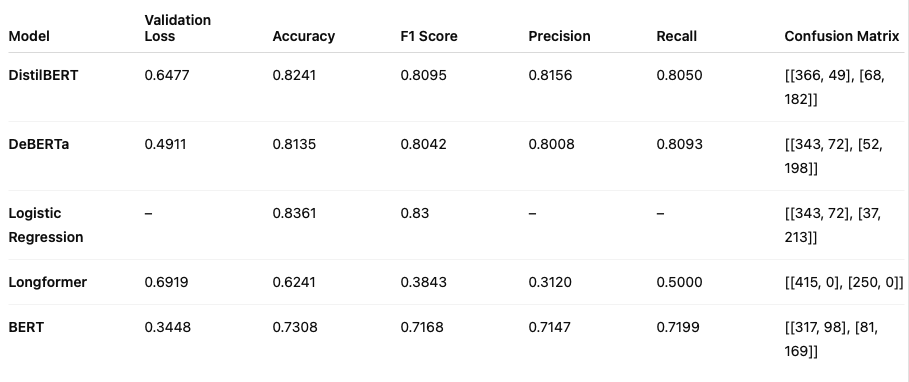 Model Validation Loss Accuracy F1 Score Precision Recall Confusion Matrix
DistilBERT 0.6477 0.8241 0.8095 0.8156 0.8050 [[366, 49], [68, 182]]
DeBERTa 0.4911 0.8135 0.8042 0.8008 0.8093 [[343, 72], [52, 198]]
Logistic Regression – 0.8361 0.83 – – [[343, 72], [37, 213]]
Longformer 0.6919 0.6241 0.3843 0.3120 0.5000 [[415, 0], [250, 0]]
BERT 0.3448 0.7308 0.7168 0.7147 0.7199 [[317, 98], [81, 169]]